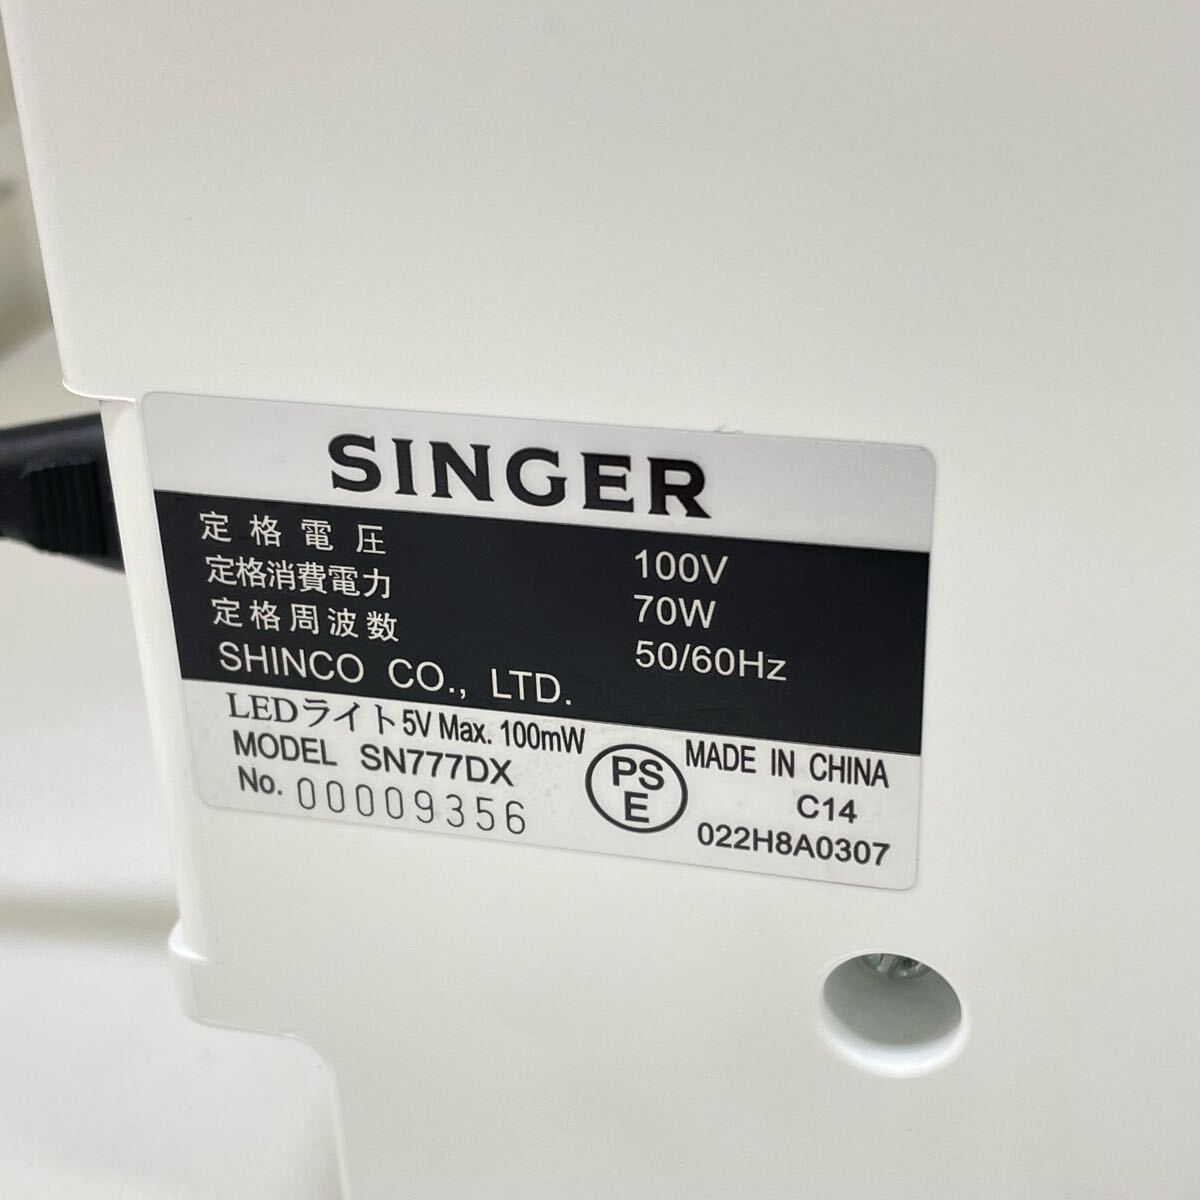 SINGER
定格電圧 100V
定格消費電力 70W
定格周波数 50/60Hz
SHINCO CO., LTD.
LEDライト 5V Max. 100mW
MODEL SN777DX
No. 00009356
PS
E
MADE IN CHINA
C14
022H8A0307